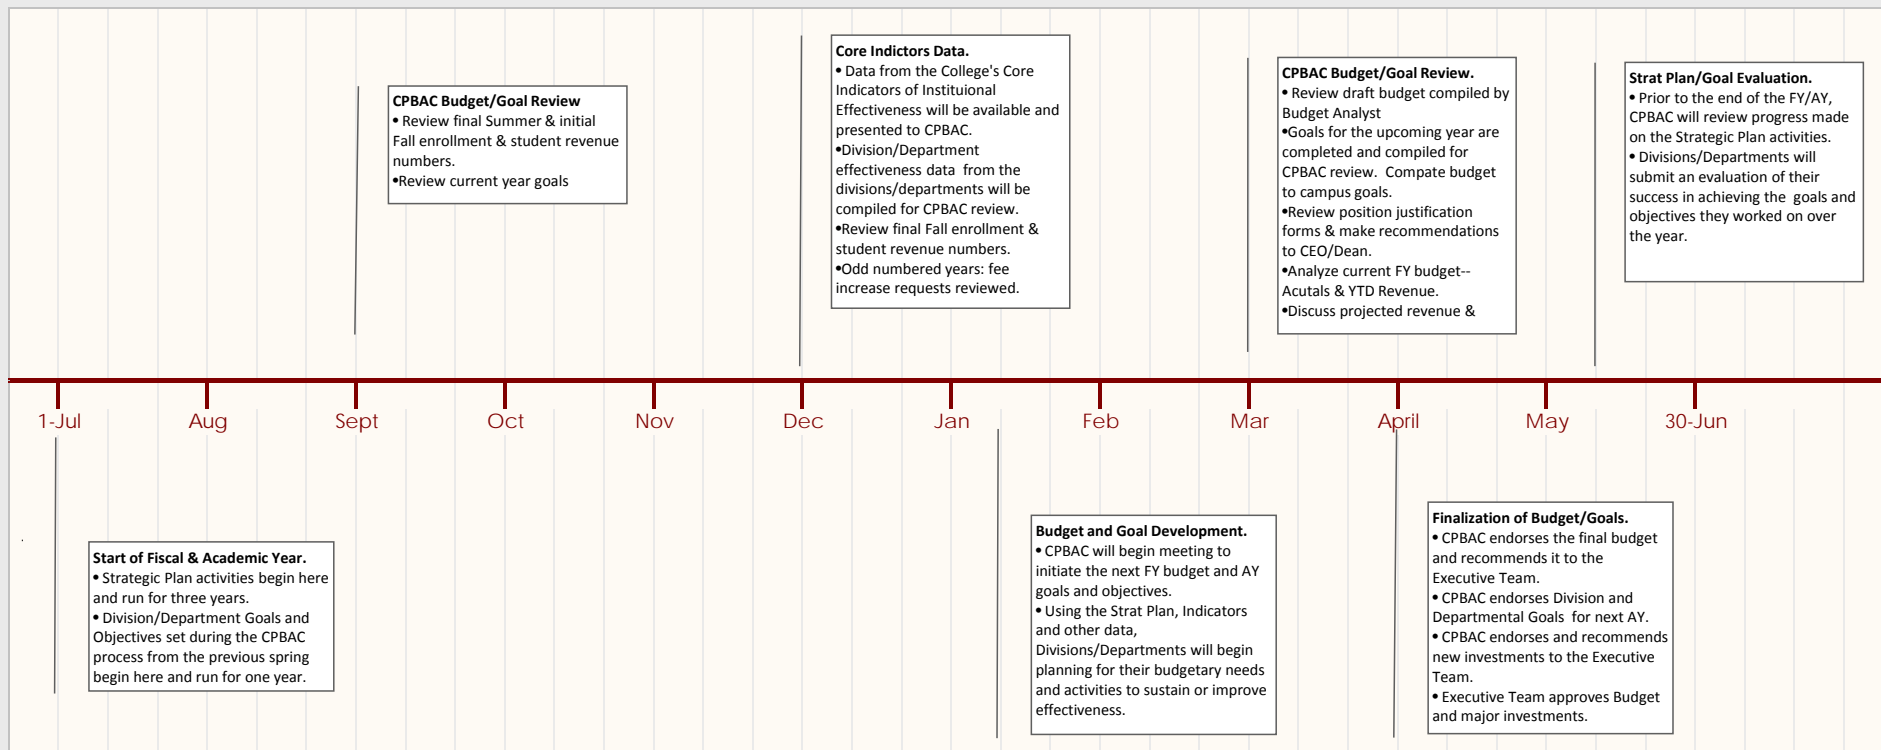 CPBAC Budget/Goal Review
• Review final Summer & initial
Fall enrollment & student revenue
numbers.
•Review current year goals
Core Indictors Data.
• Data from the College's Core
Indicators of Instituional
Effectiveness will be available and
presented to CPBAC.
•Division/Department
effectiveness data from the
divisions/departments will be
compiled for CPBAC review.
•Review final Fall enrollment &
student revenue numbers.
•Odd numbered years: fee
increase requests reviewed.
CPBAC Budget/Goal Review.
• Review draft budget compiled by
Budget Analyst
•Goals for the upcoming year are
completed and compiled for
CPBAC review. Compate budget
to campus goals.
•Review position justification
forms & make recommendations
to CEO/Dean.
•Analyze current FY budget--
Acutals & YTD Revenue.
•Discuss projected revenue &
Strat Plan/Goal Evaluation.
• Prior to the end of the FY/AY,
CPBAC will review progress made
on the Strategic Plan activities.
• Divisions/Departments will
submit an evaluation of their
success in achieving the goals and
objectives they worked on over
the year.
1-Jul Aug Sept Oct Nov Dec Jan Feb Mar April May 30-Jun
Start of Fiscal & Academic Year.
• Strategic Plan activities begin here
and run for three years.
• Division/Department Goals and
Objectives set during the CPBAC
process from the previous spring
begin here and run for one year.
Budget and Goal Development.
• CPBAC will begin meeting to
initiate the next FY budget and AY
goals and objectives.
• Using the Strat Plan, Indicators
and other data,
Divisions/Departments will begin
planning for their budgetary needs
and activities to sustain or improve
effectiveness.
Finalization of Budget/Goals.
• CPBAC endorses the final budget
and recommends it to the
Executive Team.
• CPBAC endorses Division and
Departmental Goals for next AY.
• CPBAC endorses and recommends
new investments to the Executive
Team.
• Executive Team approves Budget
and major investments.